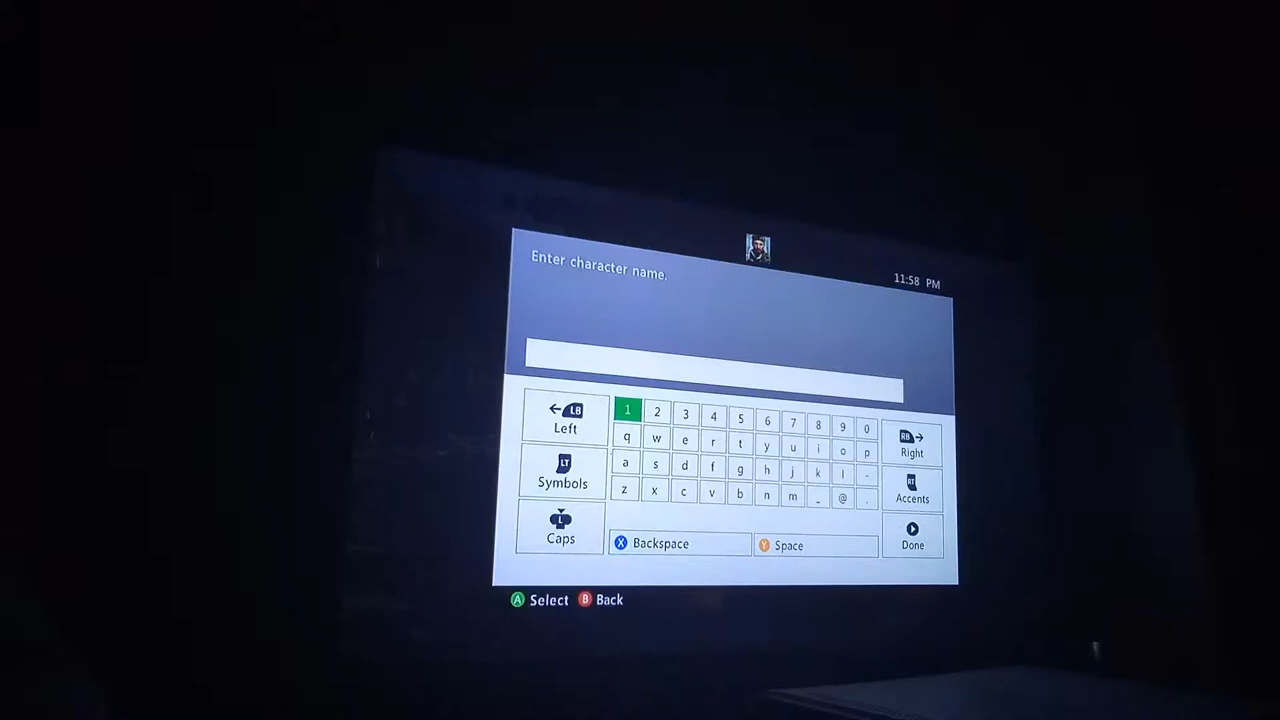 11:58 PM
Enter character name.
LB
Left
1 2 3 4 5 6 7 8 9 0
q w e r t y u i o p
a s d f g h j k l -
z x c v b n m _ @ .
RB
Right
LT
Symbols
RT
Accents
L
Caps
X Backspace
Y Space
Done
A Select B Back